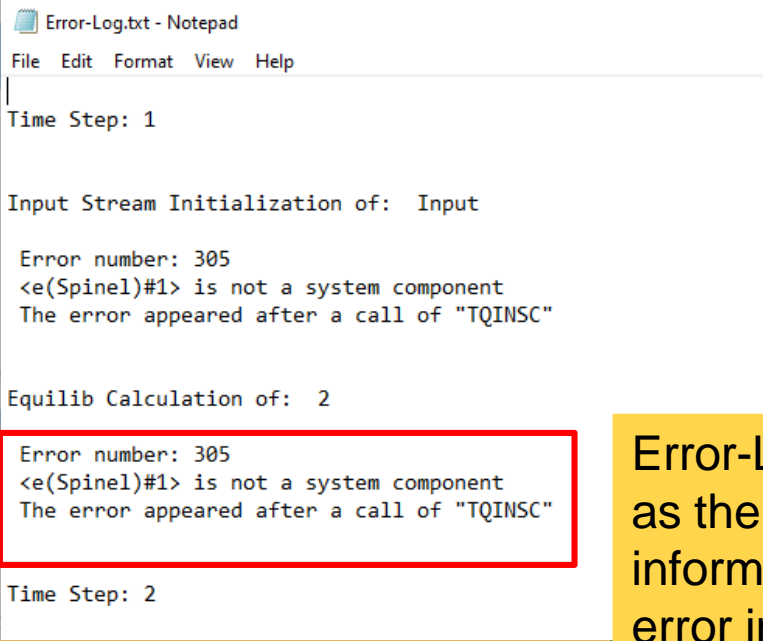 Error-Log.txt - Notepad
File Edit Format View Help
Time Step: 1
Input Stream Initialization of: Input
Error number: 305
<e(Spinel)#1> is not a system component
The error appeared after a call of "TQINSC"
Equilib Calculation of: 2
Error number: 305
<e(Spinel)#1> is not a system component
The error appeared after a call of "TQINSC"
Time Step: 2
Error-
as the
error